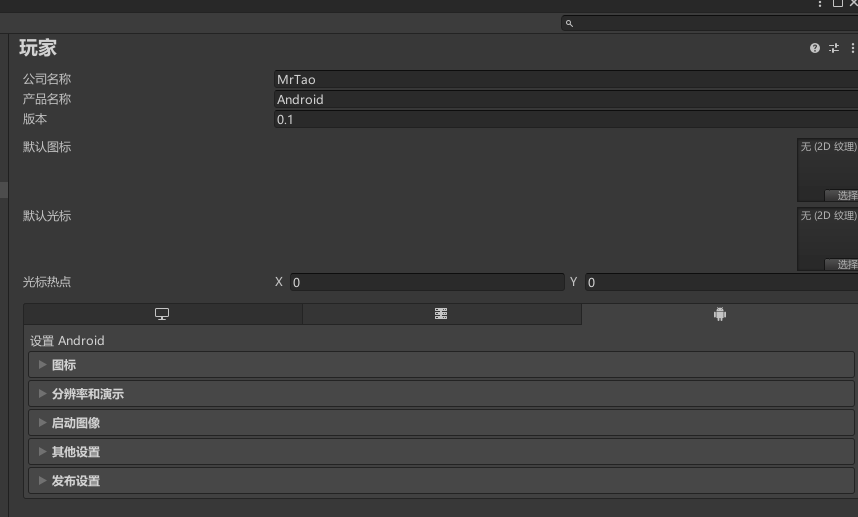 玩家
公司名称 MrTao
产品名称 Android
版本 0.1
默认图标 无 (2D 纹理)
选择
默认光标 无 (2D 纹理)
选择
光标热点 X 0 Y 0
设置 Android
图标
分辨率和演示
启动图像
其他设置
发布设置